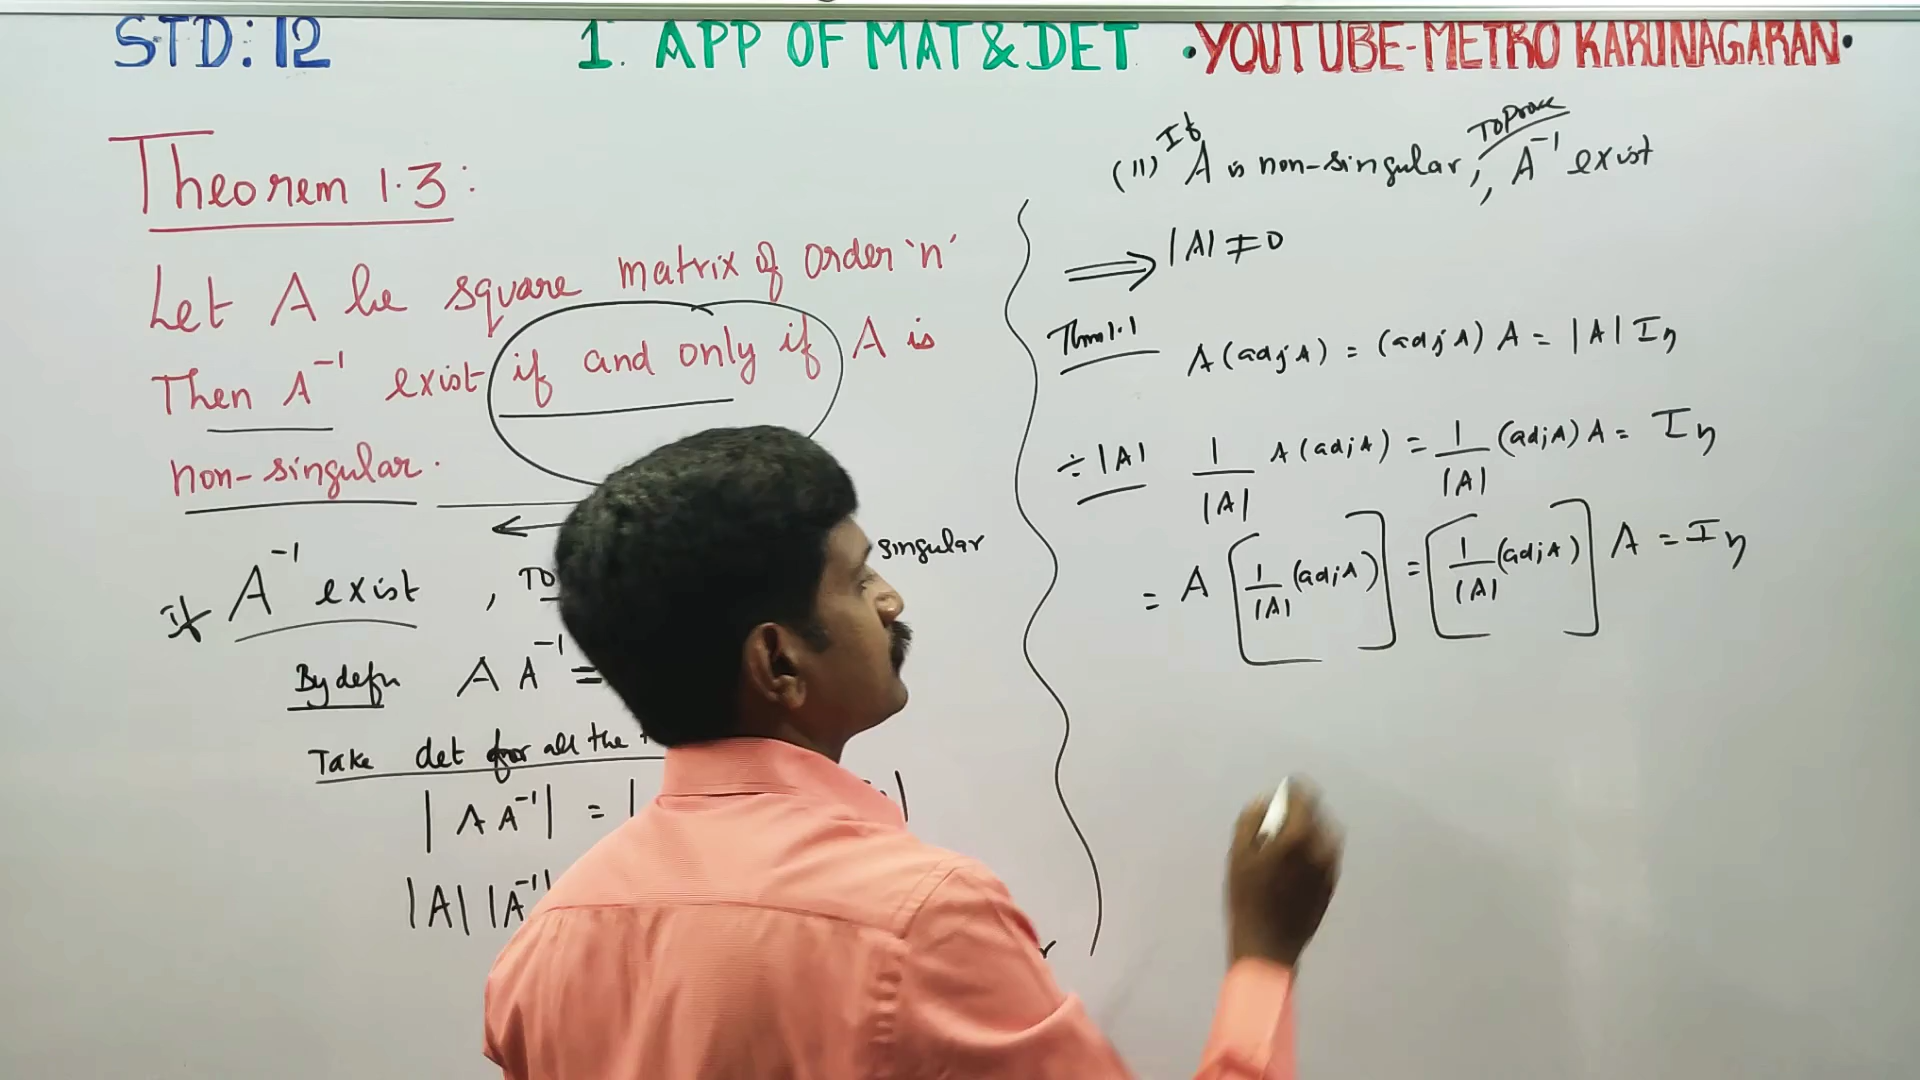 STD: 12 1. APP OF MAT & DET •YOUTUBE-METRO KARUNAGARAN•
Theorem 1.3:
Let A be square matrix of order 'n'
Then A⁻¹ exist if and only if A is
non-singular.
If A⁻¹ exist , TO singular
By defn A A⁻¹ =
Take det for all the
|A A⁻¹| = |
|A| |A⁻¹|
(11) If A is non-singular, To Prove, A⁻¹ exist
⟹ |A| ≠ 0
Thm 1.1 A(adj A) = (adj A) A = |A| In
÷ |A| 1/|A| A(adj A) = 1/|A| (adj A) A = In
= A [1/|A| (adj A)] = [1/|A| (adj A)] A = In